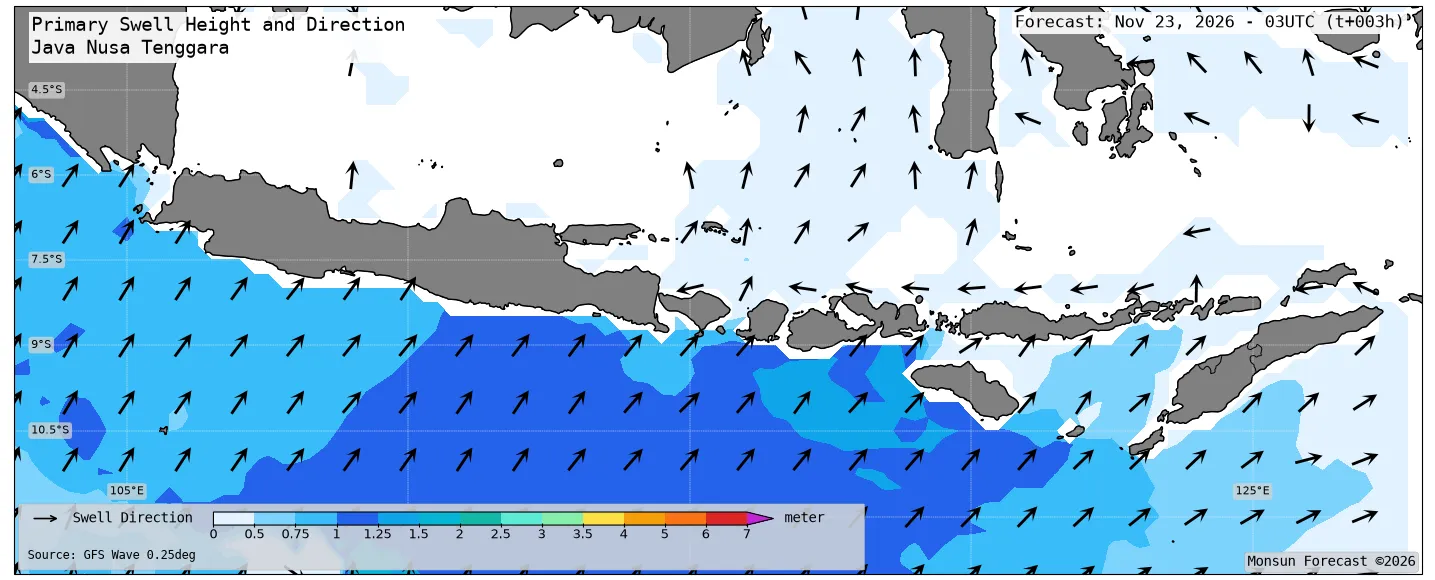 Primary Swell Height and Direction
Java Nusa Tenggara
Forecast: Nov 23, 2026 - 03UTC (t+003h)
4.5°S
6°S
7.5°S
9°S
10.5°S
105°E
125°E
Swell Direction
0 0.5 0.75 1 1.25 1.5 2 2.5 3 3.5 4 5 6 7
meter
Source: GFS Wave 0.25deg
Monsun Forecast ©2026